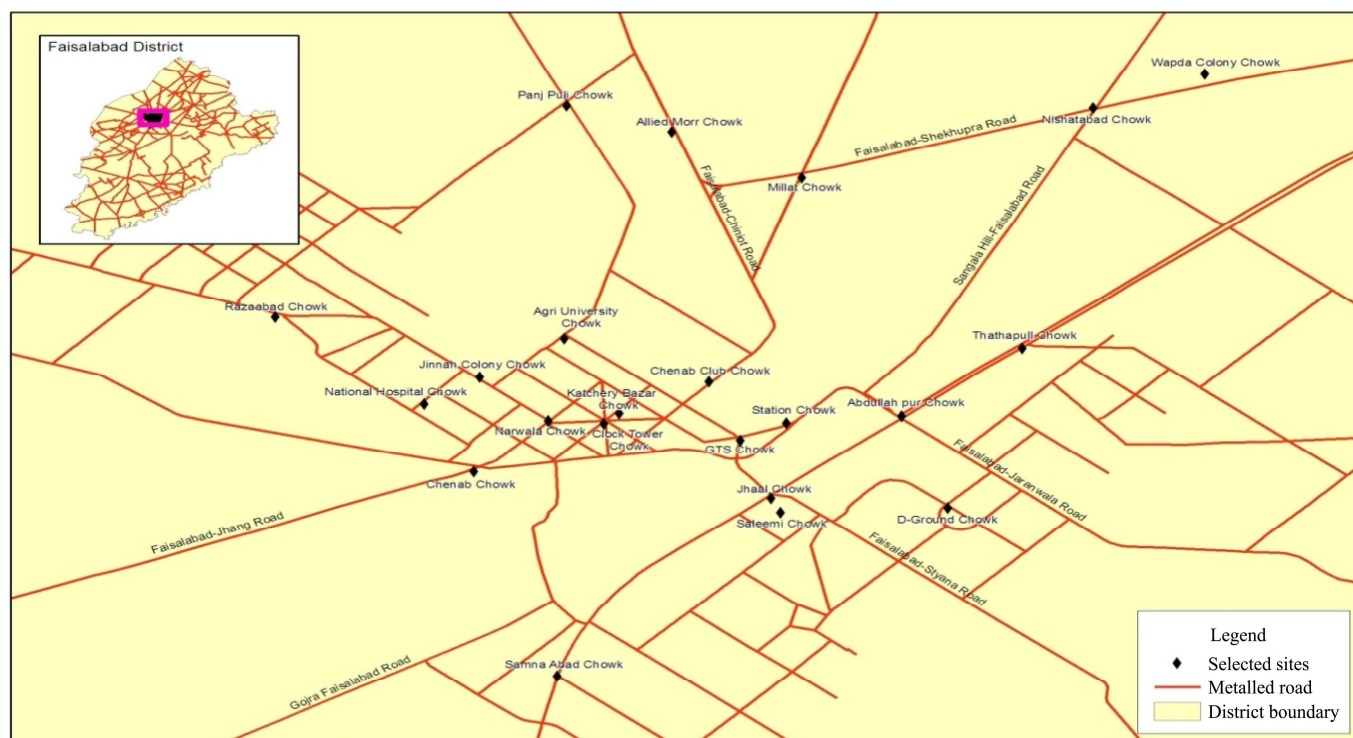 Faisalabad District
Wapda Colony Chowk
Panj Puli Chowk
Nishatabad Chowk
Allied Morr Chowk
Faisalabad-Shekhupra Road
Millat Chowk
Faisalabad-Chiniot Road
Sangala Hill-Faisalabad Road
Razaabad Chowk
Agri University
Chowk
Thathapull-Chowk
Jinnah Colony Chowk
Chenab Club Chowk
National Hospital Chowk
Katchery Bazar
Chowk
Station Chowk
Abdullah pur Chowk
Narwala Chowk
Clock Tower
Chowk
GTS Chowk
Chenab Chowk
Jhaal Chowk
Faisalabad-Jaranwala Road
Saleemi Chowk
D-Ground Chowk
Faisalabad-Jhang Road
Faisalabad-Styana Road
Samna Abad Chowk
Gojra Faisalabad Road
Legend
Selected sites
Metalled road
District boundary